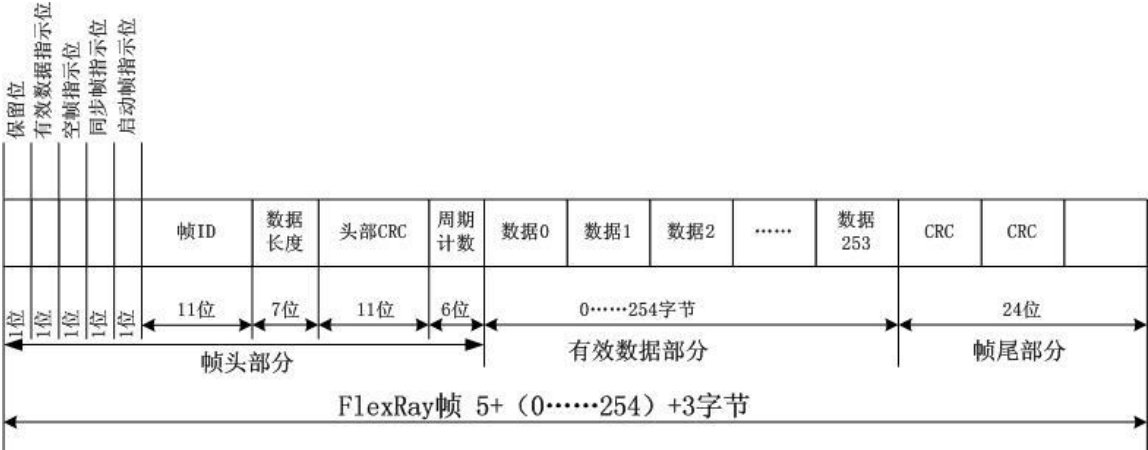 保留位
有效数据指示位
空帧指示位
同步帧指示位
启动帧指示位
帧ID
数据
长度
头部CRC
周期
计数
数据0
数据1
数据2
……
数据
253
CRC
CRC
1位
1位
1位
1位
1位
11位
7位
11位
6位
0……254字节
24位
帧头部分
有效数据部分
帧尾部分
FlexRay帧 5+（0……254）+3字节